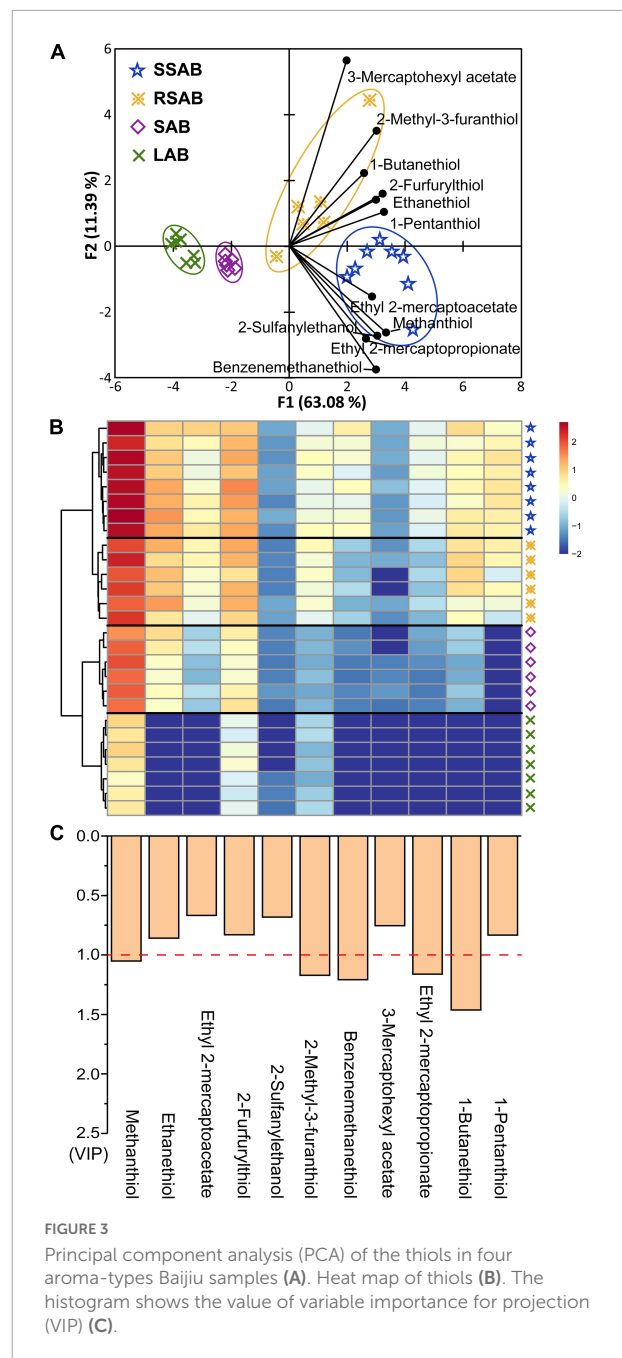 A
SSAB
RSAB
SAB
LAB
6
4
2
0
-2
-4
F2 (11.39 %)
3-Mercaptohexyl acetate
2-Methyl-3-furanthiol
1-Butanethiol
2-Furfurylthiol
Ethanethiol
1-Pentanthiol
Ethyl 2-mercaptoacetate
2-Sulfanylethanol
Methanthiol
Ethyl 2-mercaptopropionate
Benzenemethanethiol
-6
-4
-2
0
2
4
6
8
F1 (63.08 %)
B
2
1
0
-1
-2
C
0.0
0.5
1.0
1.5
2.0
2.5
(VIP)
Methanthiol
Ethanethiol
Ethyl 2-mercaptoacetate
2-Furfurylthiol
2-Sulfanylethanol
2-Methyl-3-furanthiol
Benzenemethanethiol
3-Mercaptohexyl acetate
Ethyl 2-mercaptopropionate
1-Butanethiol
1-Pentanthiol
FIGURE 3
Principal component analysis (PCA) of the thiols in four
aroma-types Baijiu samples (A). Heat map of thiols (B). The
histogram shows the value of variable importance for projection
(VIP) (C).